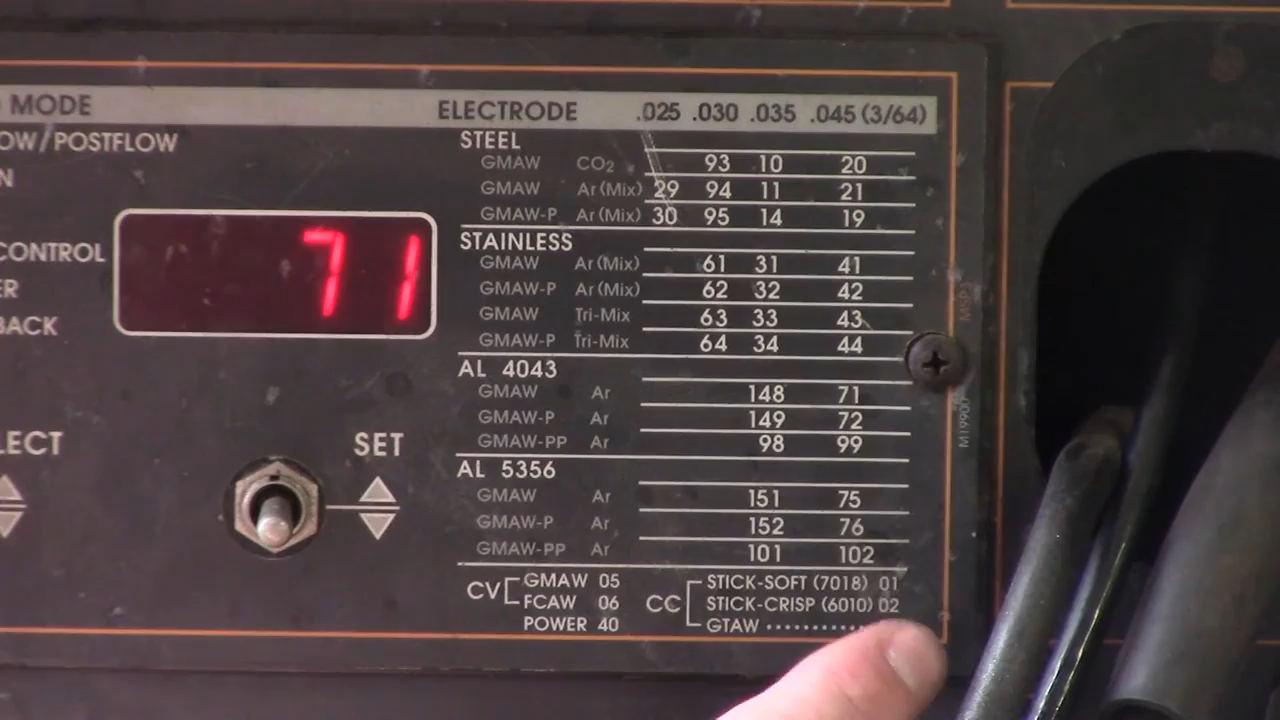 MODE
ELECTRODE .025 .030 .035 .045 (3/64)
OW/POSTFLOW
N
CONTROL
ER
BACK
71
LECT
SET
STEEL
GMAW CO2 93 10 20
GMAW Ar (Mix) 29 94 11 21
GMAW-P Ar (Mix) 30 95 14 19
STAINLESS
GMAW Ar (Mix) 61 31 41
GMAW-P Ar (Mix) 62 32 42
GMAW Tri-Mix 63 33 43
GMAW-P Tri-Mix 64 34 44
AL 4043
GMAW Ar 148 71
GMAW-P Ar 149 72
GMAW-PP Ar 98 99
AL 5356
GMAW Ar 151 75
GMAW-P Ar 152 76
GMAW-PP Ar 101 102
CV GMAW 05
FCAW 06
POWER 40
CC STICK-SOFT (7018) 01
STICK-CRISP (6010) 02
GTAW